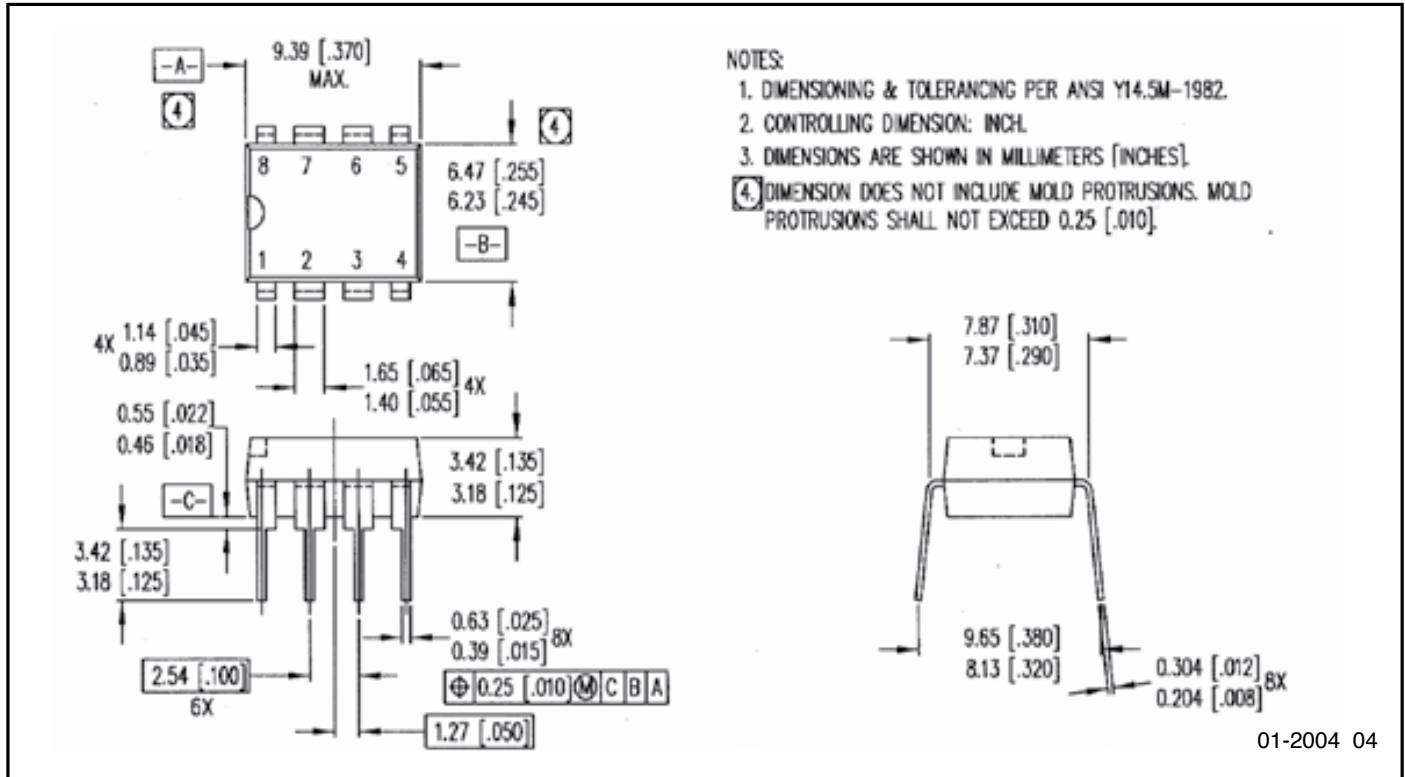 -A-
9.39 [.370]
MAX.
4
4
8 7 6 5
6.47 [.255]
6.23 [.245]
-B-
1 2 3 4
4X 1.14 [.045]
0.89 [.035]
1.65 [.065] 4X
1.40 [.055]
0.55 [.022]
0.46 [.018]
3.42 [.135]
3.18 [.125]
-C-
3.42 [.135]
3.18 [.125]
0.63 [.025] 8X
0.39 [.015]
2.54 [.100]
6X
⌖ 0.25 [.010] Ⓜ C B A
1.27 [.050]
NOTES:
1. DIMENSIONING & TOLERANCING PER ANSI Y14.5M-1982.
2. CONTROLLING DIMENSION: INCH.
3. DIMENSIONS ARE SHOWN IN MILLIMETERS [INCHES].
4. DIMENSION DOES NOT INCLUDE MOLD PROTRUSIONS. MOLD
PROTRUSIONS SHALL NOT EXCEED 0.25 [.010].
7.87 [.310]
7.37 [.290]
9.65 [.380]
8.13 [.320]
0.304 [.012] 8X
0.204 [.008]
01-2004 04